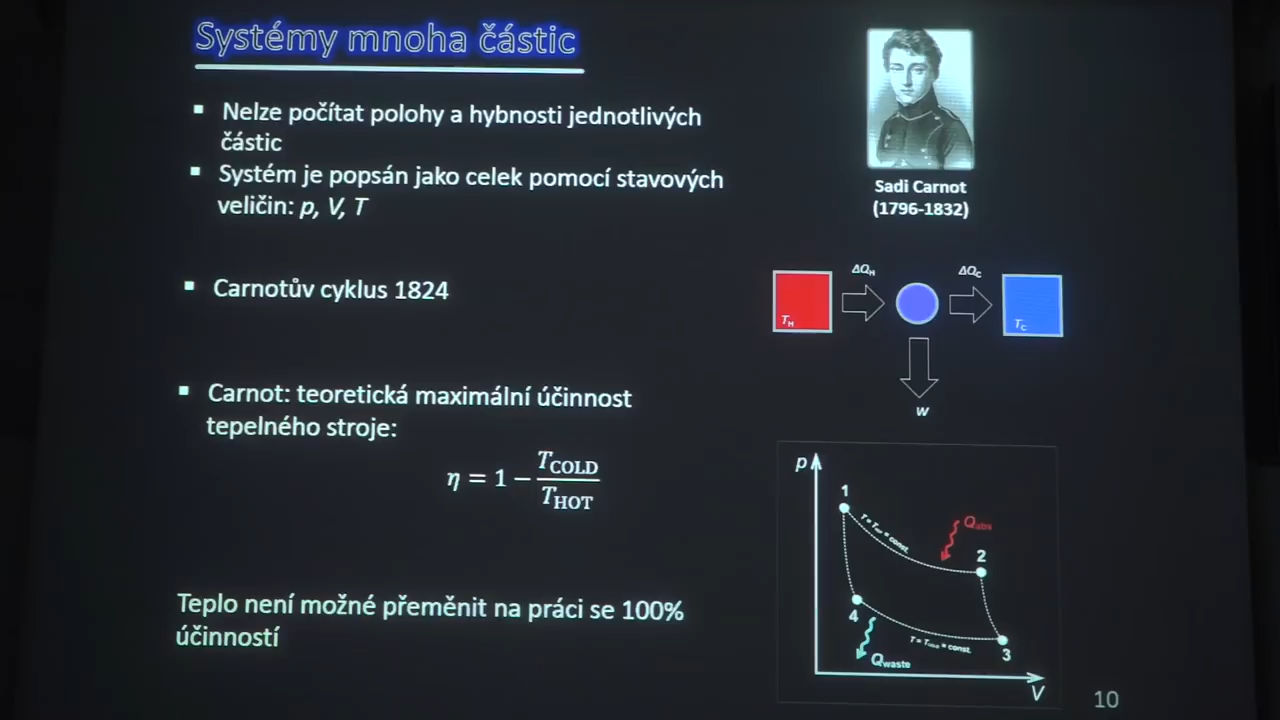 Systémy mnoha částic
▪ Nelze počítat polohy a hybnosti jednotlivých
částic
▪ Systém je popsán jako celek pomocí stavových
veličin: p, V, T
▪ Carnotův cyklus 1824
▪ Carnot: teoretická maximální účinnost
tepelného stroje:
η = 1 − T_COLD / T_HOT
Teplo není možné přeměnit na práci se 100%
účinností
Sadi Carnot
(1796-1832)
ΔQ_H
ΔQ_C
T_H
T_C
W
p
1
Q_abs
2
4
Q_waste
3
V
10